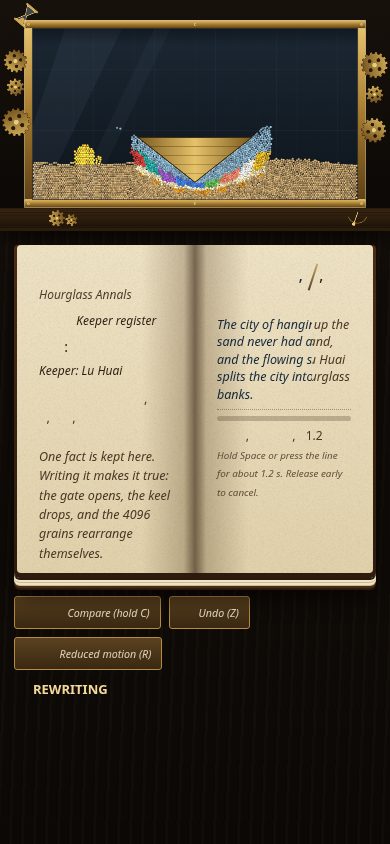 Hourglass Annals
Keeper register
:
Keeper: Lu Huai
,
, ,
One fact is kept here.
Writing it makes it true:
the gate opens, the keel
drops, and the 4096
grains rearrange
themselves.
, ,
The city of hangi up the
sand never had and,
and the flowing si Huai
splits the city into urglass
banks.
, , 1.2
Hold Space or press the line
for about 1.2 s. Release early
to cancel.
Compare (hold C)
Undo (Z)
Reduced motion (R)
REWRITING